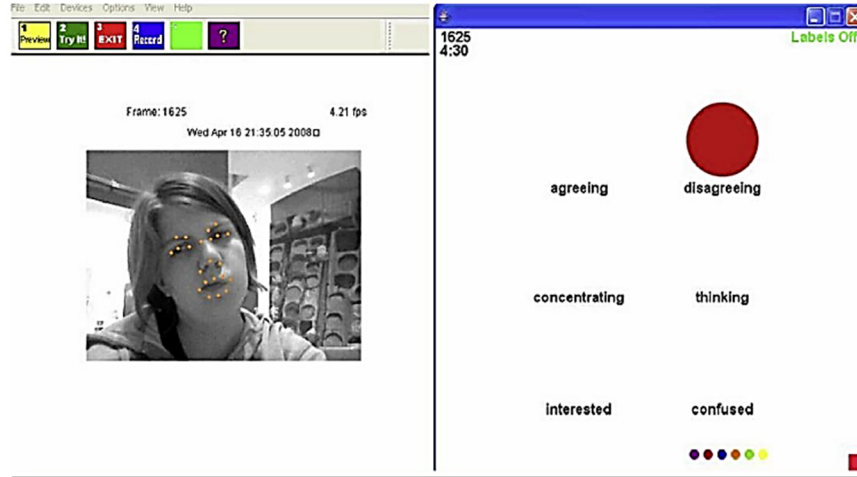 File Edit Devices Options View Help
1 Preview
2 Try It!
3 EXIT
4 Record
?
Frame: 1625 4.21 fps
Wed Apr 16 21:35:05 2008
1625
4:30
Labels Off
agreeing disagreeing
concentrating thinking
interested confused